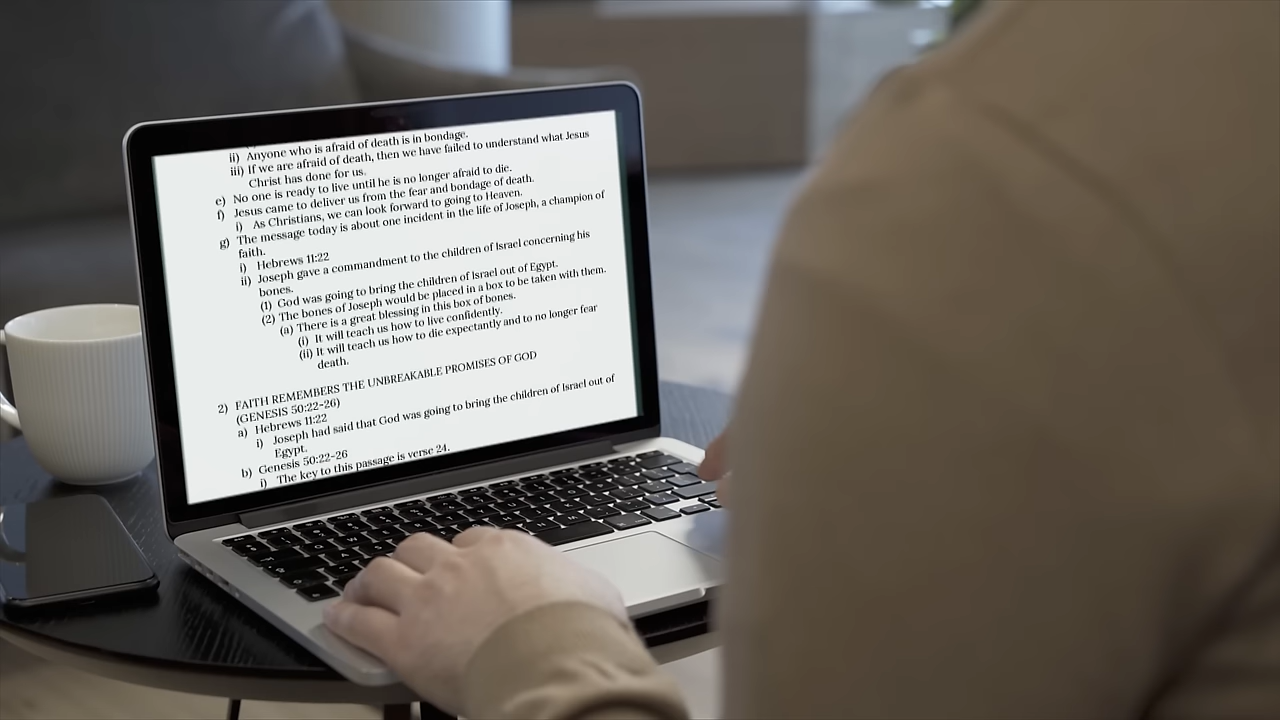 ii) Anyone who is afraid of death is in bondage.
iii) If we are afraid of death, then we have failed to understand what Jesus
Christ has done for us.
e) No one is ready to live until he is no longer afraid to die.
f) Jesus came to deliver us from the fear and bondage of death.
i) As Christians, we can look forward to going to Heaven.
g) The message today is about one incident in the life of Joseph, a champion of
faith.
i) Hebrews 11:22
ii) Joseph gave a commandment to the children of Israel concerning his
bones.
(1) God was going to bring the children of Israel out of Egypt.
(2) The bones of Joseph would be placed in a box to be taken with them.
(a) There is a great blessing in this box of bones.
(i) It will teach us how to live confidently.
(ii) It will teach us how to die expectantly and to no longer fear
death.
2) FAITH REMEMBERS THE UNBREAKABLE PROMISES OF GOD
(GENESIS 50:22-26)
a) Hebrews 11:22
i) Joseph had said that God was going to bring the children of Israel out of
Egypt.
b) Genesis 50:22-26
i) The key to this passage is verse 24.